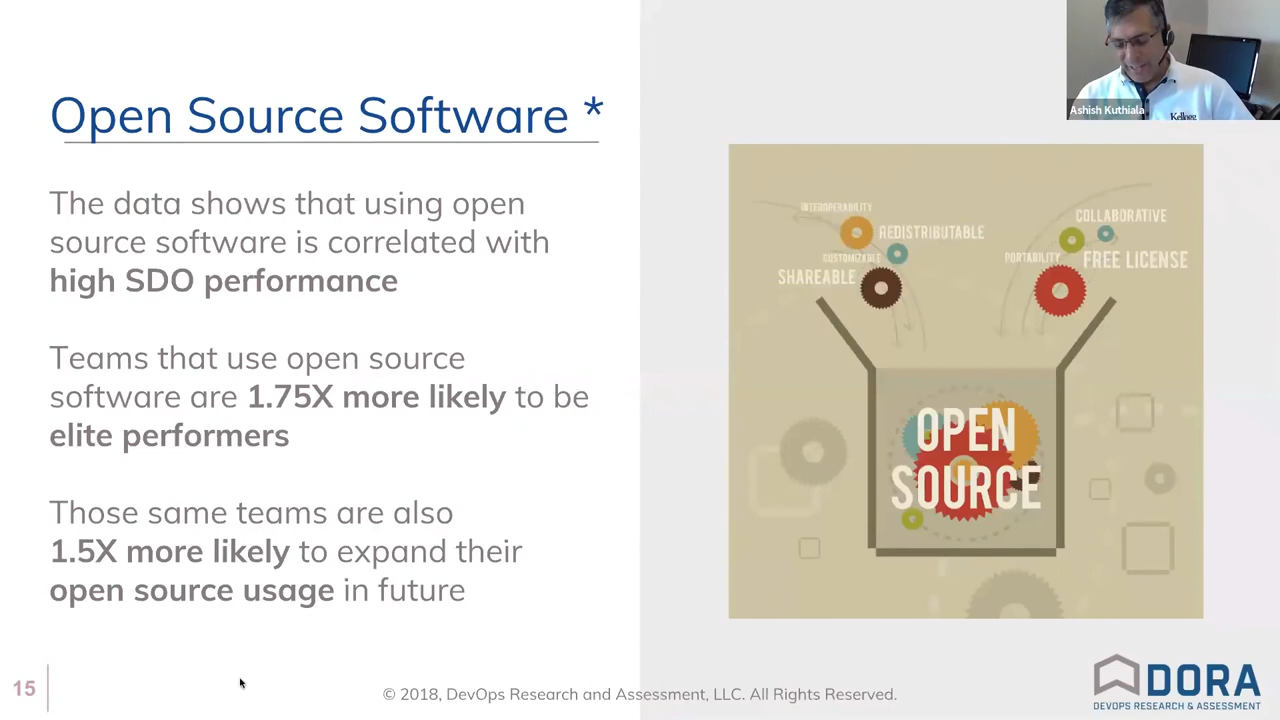 Open Source Software *
The data shows that using open
source software is correlated with
high SDO performance
Teams that use open source
software are 1.75X more likely to be
elite performers
Those same teams are also
1.5X more likely to expand their
open source usage in future
15
© 2018, DevOps Research and Assessment, LLC. All Rights Reserved.
Ashish Kuthiala
Kellogg
INTEROPERABILITY
REDISTRIBUTABLE
CUSTOMIZABLE
SHAREABLE
COLLABORATIVE
PORTABILITY
FREE LICENSE
OPEN
SOURCE
DORA
DEVOPS RESEARCH & ASSESSMENT